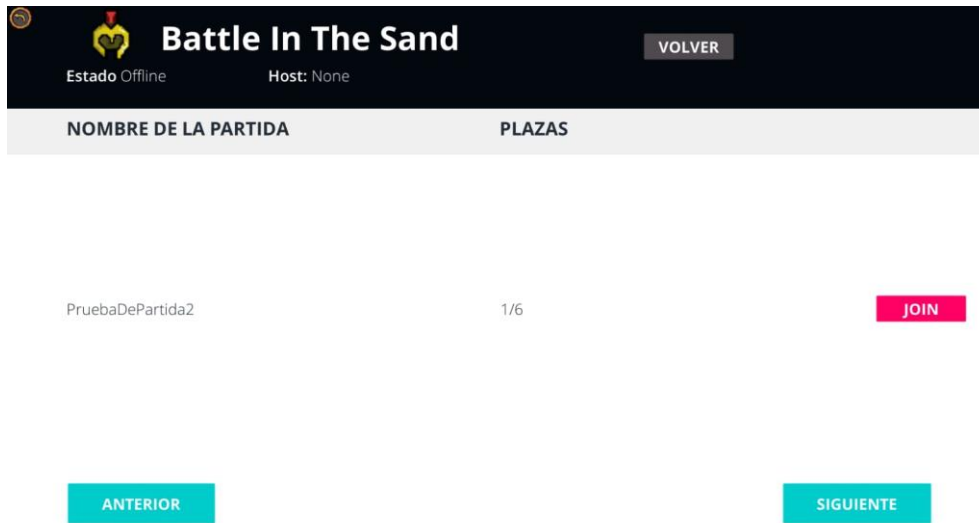 Battle In The Sand
VOLVER
Estado Offline Host: None
NOMBRE DE LA PARTIDA PLAZAS
PruebaDePartida2 1/6 JOIN
ANTERIOR SIGUIENTE